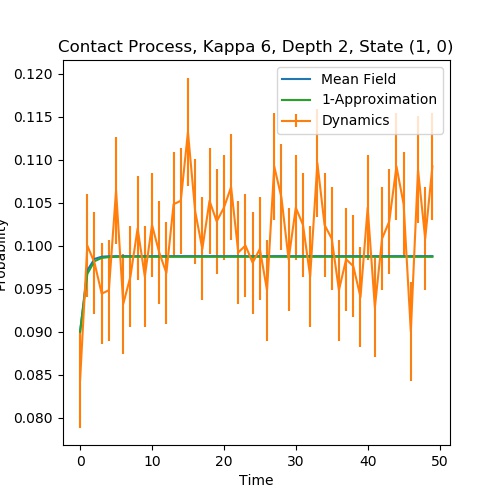 Contact Process, Kappa 6, Depth 2, State (1, 0)
Mean Field
1-Approximation
Dynamics
0.120
0.115
0.110
0.105
0.100
0.095
0.090
0.085
0.080
Probability
0 10 20 30 40 50
Time